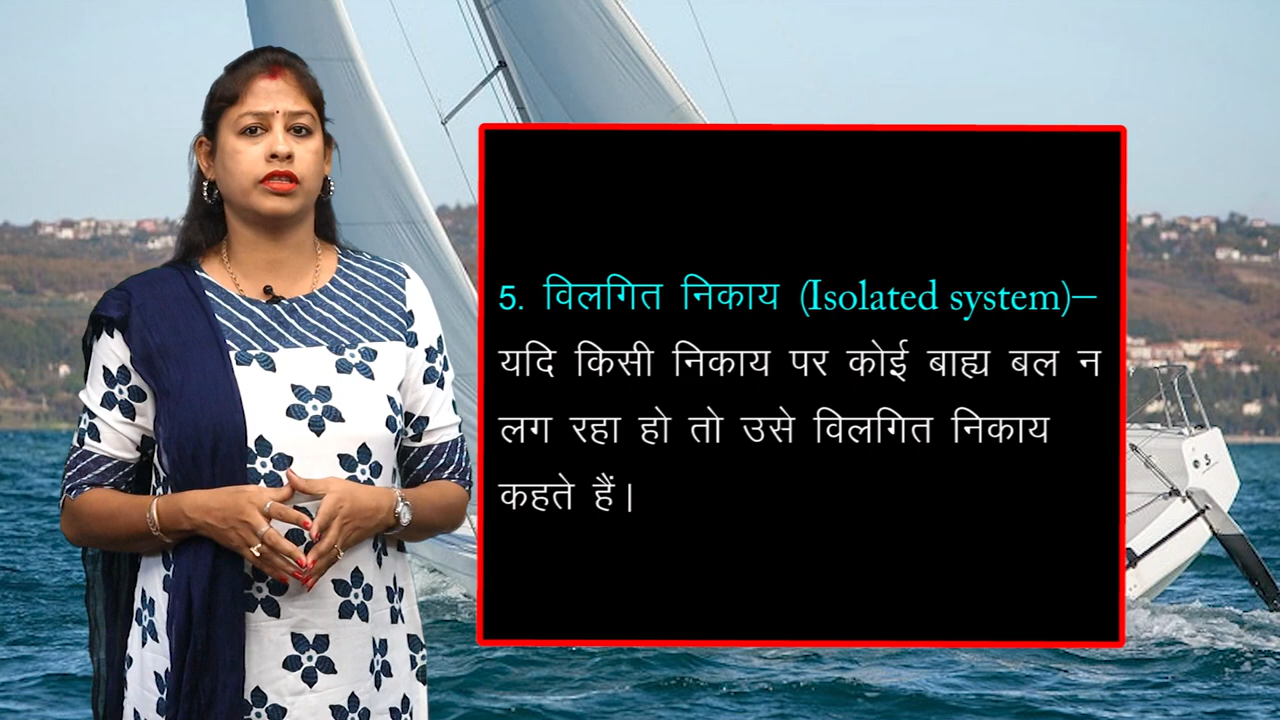 5. विलगित निकाय (Isolated system)–
यदि किसी निकाय पर कोई बाह्य बल न
लग रहा हो तो उसे विलगित निकाय
कहते हैं।